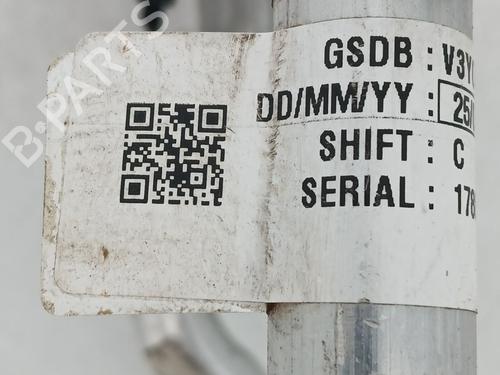 GSDB : V3Y
DD/MM/YY : 25/
SHIFT : C
SERIAL : 178
B-PARTS